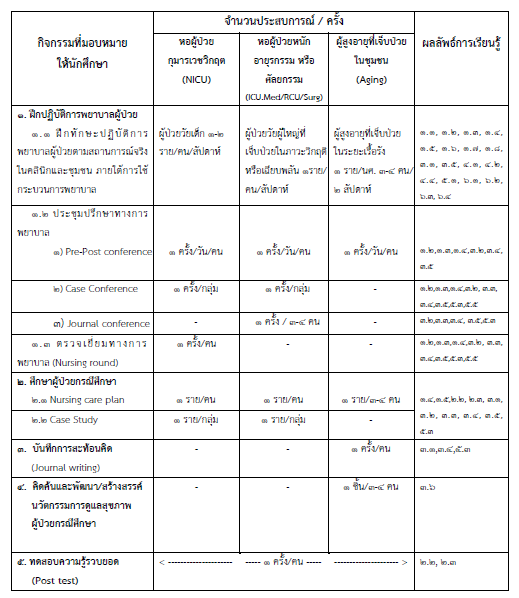 กิจกรรมที่มอบหมาย
ให้นักศึกษา
จำนวนประสบการณ์ / ครั้ง
ผลลัพธ์การเรียนรู้
หอผู้ป่วย
กุมารเวชวิกฤต
(NICU)
หอผู้ป่วยหนัก
อายุรกรรม หรือ
ศัลยกรรม
(ICU.Med/RCU/Surg)
ผู้สูงอายุที่เจ็บป่วย
ในชุมชน
(Aging)
๑. ฝึกปฏิบัติการพยาบาลผู้ป่วย
๑.๑ ฝึกทักษะปฏิบัติการ
พยาบาลผู้ป่วยตามสถานการณ์จริง
ในคลินิกและชุมชน ภายใต้การใช้
กระบวนการพยาบาล
ผู้ป่วยวัยเด็ก ๑-๒
ราย/คน/สัปดาห์
ผู้ป่วยวัยผู้ใหญ่ที่
เจ็บป่วยในภาวะวิกฤติ
หรือเฉียบพลัน ๑ราย/
คน/สัปดาห์
ผู้สูงอายุที่เจ็บป่วย
ในระยะเรื้อรัง
๑ ราย/นศ. ๓-๔ คน/
๒ สัปดาห์
๑.๑, ๑.๒, ๑.๓, ๑.๔,
๑.๕, ๑.๖, ๑.๗, ๑.๘,
๓.๑, ๓.๕, ๔.๑, ๔.๒,
๔.๔, ๕.๑, ๖.๑, ๖.๒,
๖.๓, ๖.๔
๑.๒ ประชุมปรึกษาทางการ
พยาบาล
๑) Pre-Post conference
๑ ครั้ง/วัน/คน
๑ ครั้ง/วัน/คน
๑ ครั้ง/วัน/คน
๑.๒,๑.๓,๑.๔,๓.๒,๓.๔,
๓.๕
๒) Case Conference
๑ ครั้ง/กลุ่ม
๑ ครั้ง/กลุ่ม
-
๑.๒,๑.๓,๑.๔,๓.๒, ๓.๓,
๓.๔,๓.๕,๕.๓,๕.๕
๓) Journal conference
-
๑ ครั้ง / ๓-๔ คน
-
๓.๒,๓.๓,๓.๔, ๓.๕,๕.๓
๑.๓ ตรวจเยี่ยมทางการ
พยาบาล (Nursing round)
๑ ครั้ง/คน
-
-
๑.๒,๑.๓,๑.๔,๓.๒, ๓.๓,
๓.๔,๓.๕,๕.๓,๕.๕
๒. ศึกษาผู้ป่วยกรณีศึกษา
๒.๑ Nursing care plan
๑ ราย/คน
๑ ราย/คน
๑ ราย/๓-๔ คน
๑.๔,๑.๕,๒.๒, ๒.๓, ๓.๑,
๓.๒, ๓.๓, ๓.๔, ๓.๕,
๕.๓
๒.๒ Case Study
๑ ราย/กลุ่ม
๑ ราย/กลุ่ม
-
๓. บันทึกการสะท้อนคิด
(Journal writing)
-
-
๑ ครั้ง/คน
๓.๑,๓.๔,๕.๓
๔. คิดค้นและพัฒนา/สร้างสรรค์
นวัตกรรมการดูแลสุขภาพ
ผู้ป่วยกรณีศึกษา
-
-
๑ ชิ้น/๓-๔ คน
๓.๖
๕. ทดสอบความรู้รวบยอด
(Post test)
< --------------------- ----- ๑ ครั้ง/คน ----- --------------------- >
๒.๒, ๒.๓